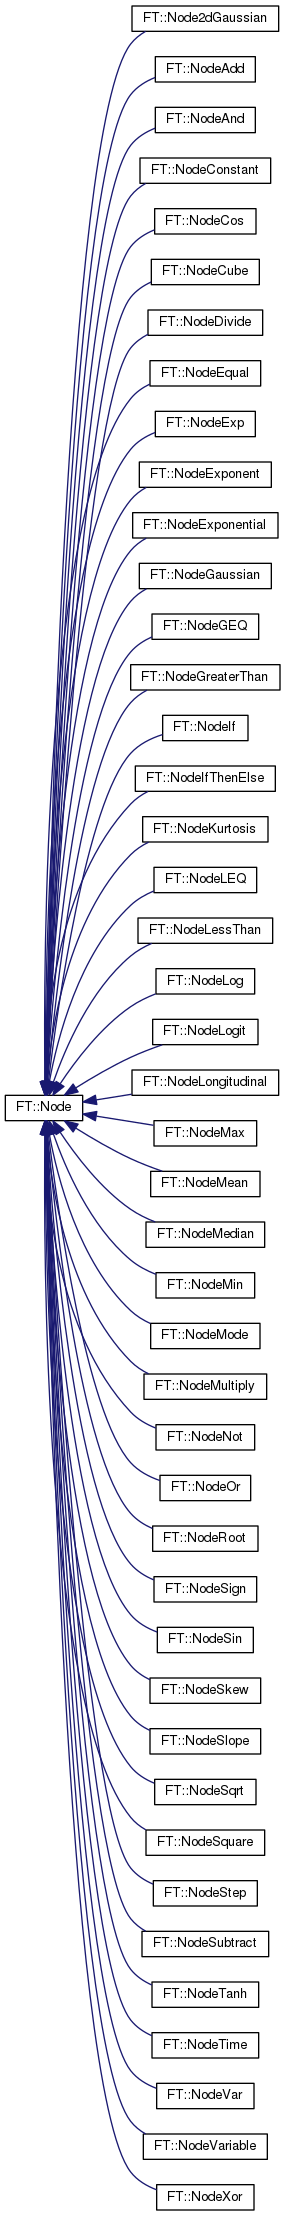 FT::Node2dGaussian
FT::NodeAdd
FT::NodeAnd
FT::NodeConstant
FT::NodeCos
FT::NodeCube
FT::NodeDivide
FT::NodeEqual
FT::NodeExp
FT::NodeExponent
FT::NodeExponential
FT::NodeGaussian
FT::NodeGEQ
FT::NodeGreaterThan
FT::NodeIf
FT::NodeIfThenElse
FT::NodeKurtosis
FT::NodeLEQ
FT::NodeLessThan
FT::NodeLog
FT::NodeLogit
FT::NodeLongitudinal
FT::Node
FT::NodeMax
FT::NodeMean
FT::NodeMedian
FT::NodeMin
FT::NodeMode
FT::NodeMultiply
FT::NodeNot
FT::NodeOr
FT::NodeRoot
FT::NodeSign
FT::NodeSin
FT::NodeSkew
FT::NodeSlope
FT::NodeSqrt
FT::NodeSquare
FT::NodeStep
FT::NodeSubtract
FT::NodeTanh
FT::NodeTime
FT::NodeVar
FT::NodeVariable
FT::NodeXor